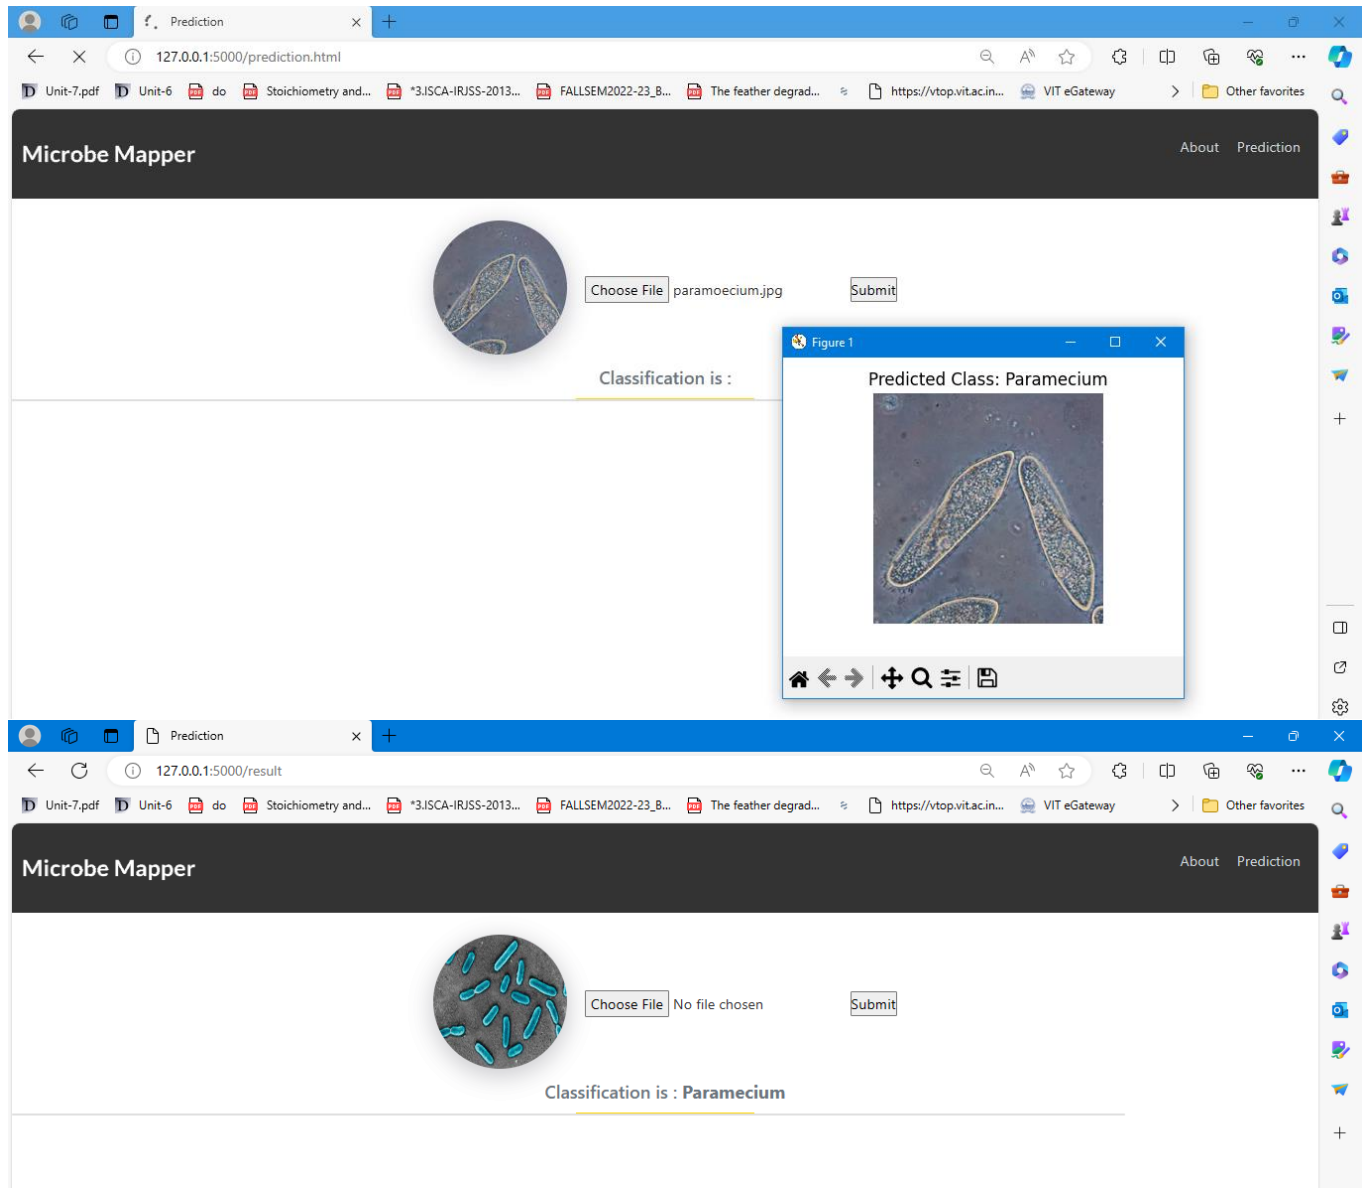 Prediction
127.0.0.1:5000/prediction.html
Unit-7.pdf Unit-6 do Stoichiometry and... *3.ISCA-IRJSS-2013... FALLSEM2022-23_B... The feather degrad... https://vtop.vit.ac.in... VIT eGateway Other favorites
Microbe Mapper
About Prediction
Choose File paramoecium.jpg Submit
Classification is :
Figure 1
Predicted Class: Paramecium
Prediction
127.0.0.1:5000/result
Unit-7.pdf Unit-6 do Stoichiometry and... *3.ISCA-IRJSS-2013... FALLSEM2022-23_B... The feather degrad... https://vtop.vit.ac.in... VIT eGateway Other favorites
Microbe Mapper
About Prediction
Choose File No file chosen Submit
Classification is : Paramecium